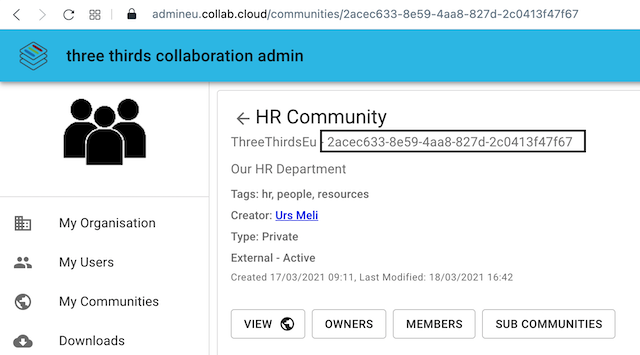 admineu.collab.cloud/communities/2acec633-8e59-4aa8-827d-2c0413f47f67
three thirds collaboration admin
HR Community
ThreeThirdsEu - 2acec633-8e59-4aa8-827d-2c0413f47f67
Our HR Department
Tags: hr, people, resources
Creator: Urs Meli
Type: Private
External - Active
Created 17/03/2021 09:11, Last Modified: 18/03/2021 16:42
VIEW OWNERS MEMBERS SUB COMMUNITIES
My Organisation
My Users
My Communities
Downloads